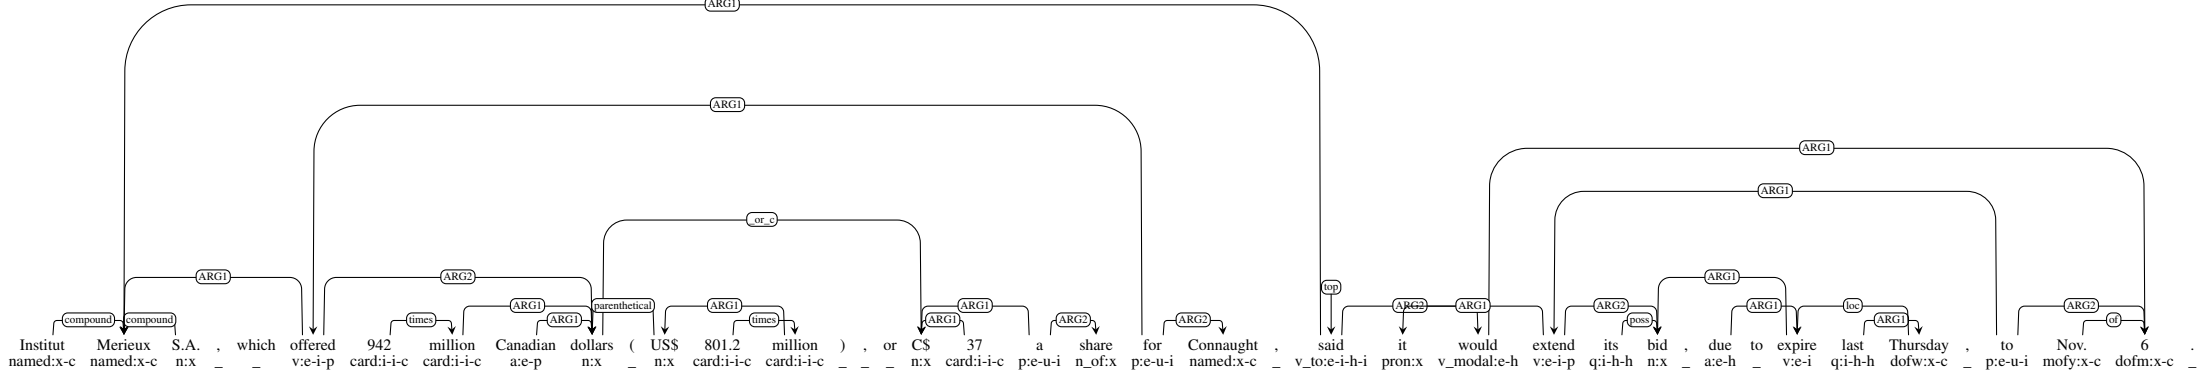 ARG1
ARG1
ARG1
ARG1
_or_c
ARG1 ARG2 ARG1
top
ARG1 parenthetical ARG1 ARG1 ARG2 ARG1 ARG2 ARG1 loc ARG2
compound compound times ARG1 times ARG1 ARG2 ARG2 poss ARG1 of
Institut Merieux S.A. , which offered 942 million Canadian dollars ( US$ 801.2 million ) , or C$ 37 a share for Connaught , said it would extend its bid , due to expire last Thursday , to Nov. 6 .
named:x-c named:x-c n:x _ _ v:e-i-p card:i-i-c card:i-i-c a:e-p n:x _ n:x card:i-i-c card:i-i-c _ _ _ n:x card:i-i-c p:e-u-i n_of:x p:e-u-i named:x-c _ v_to:e-i-h-i pron:x v_modal:e-h v:e-i-p q:i-h-h n:x _ a:e-h _ v:e-i q:i-h-h dofw:x-c _ p:e-u-i mofy:x-c dofm:x-c _